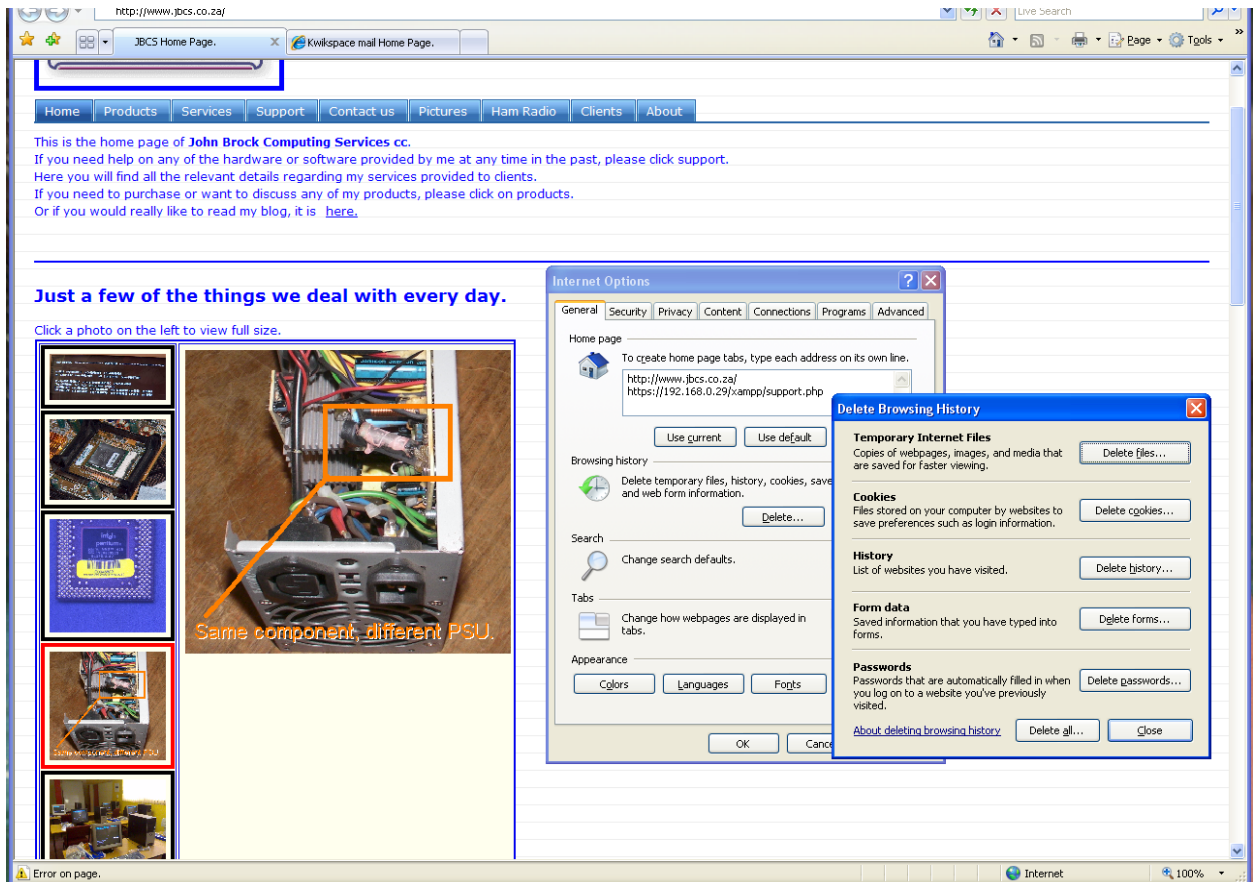 http://www.jbcs.co.za/
Live Search
JBCS Home Page.
Kwikspace mail Home Page.
Page
Tools
Home Products Services Support Contact us Pictures Ham Radio Clients About
This is the home page of John Brock Computing Services cc.
If you need help on any of the hardware or software provided by me at any time in the past, please click support.
Here you will find all the relevant details regarding my services provided to clients.
If you need to purchase or want to discuss any of my products, please click on products.
Or if you would really like to read my blog, it is here.
Just a few of the things we deal with every day.
Click a photo on the left to view full size.
intel
pentium
Same component, different PSU.
Same component, different PSU.
Internet Options
General Security Privacy Content Connections Programs Advanced
Home page
To create home page tabs, type each address on its own line.
http://www.jbcs.co.za/
https://192.168.0.29/xampp/support.php
Use current Use default
Browsing history
Delete temporary files, history, cookies, save
and web form information.
Delete...
Search
Change search defaults.
Tabs
Change how webpages are displayed in
tabs.
Appearance
Colors Languages Fonts
OK Cance
Delete Browsing History
Temporary Internet Files
Copies of webpages, images, and media that
are saved for faster viewing.
Delete files...
Cookies
Files stored on your computer by websites to
save preferences such as login information.
Delete cookies...
History
List of websites you have visited.
Delete history...
Form data
Saved information that you have typed into
forms.
Delete forms...
Passwords
Passwords that are automatically filled in when
you log on to a website you've previously
visited.
Delete passwords...
About deleting browsing history Delete all... Close
Error on page.
Internet
100%